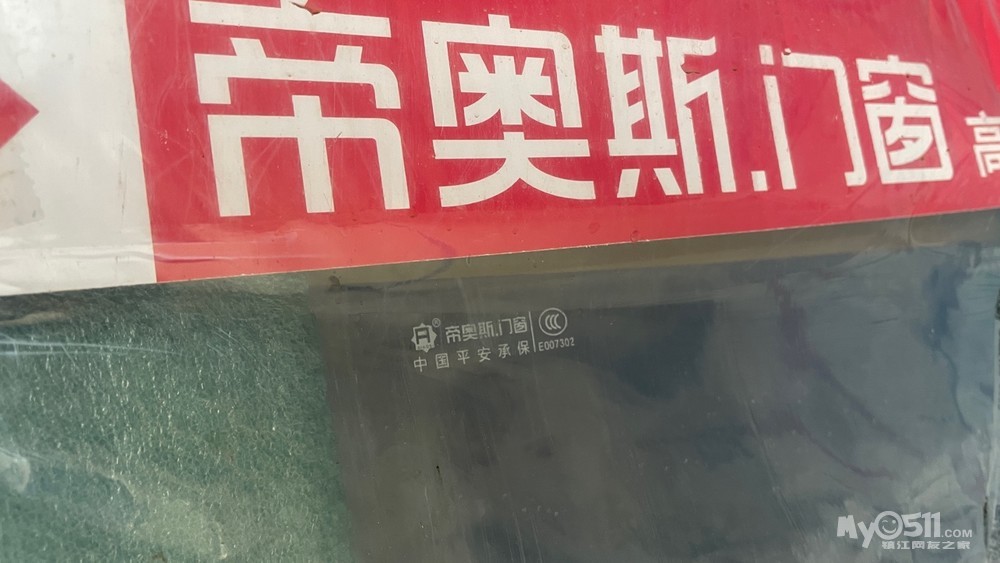 帝奥斯.门窗 高
帝奥斯.门窗
中国平安承保 E007302
My0511.COM
镇江网友之家